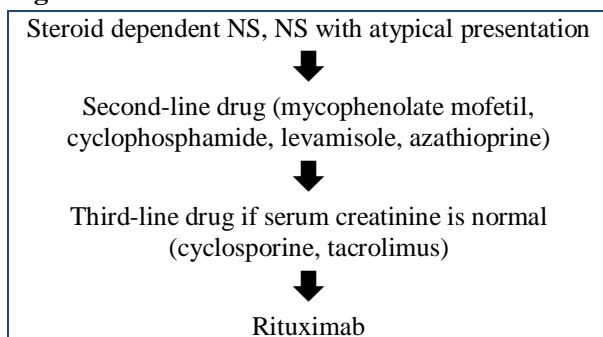 Steroid dependent NS, NS with atypical presentation
Second-line drug (mycophenolate mofetil,
cyclophosphamide, levamisole, azathioprine)
Third-line drug if serum creatinine is normal
(cyclosporine, tacrolimus)
Rituximab